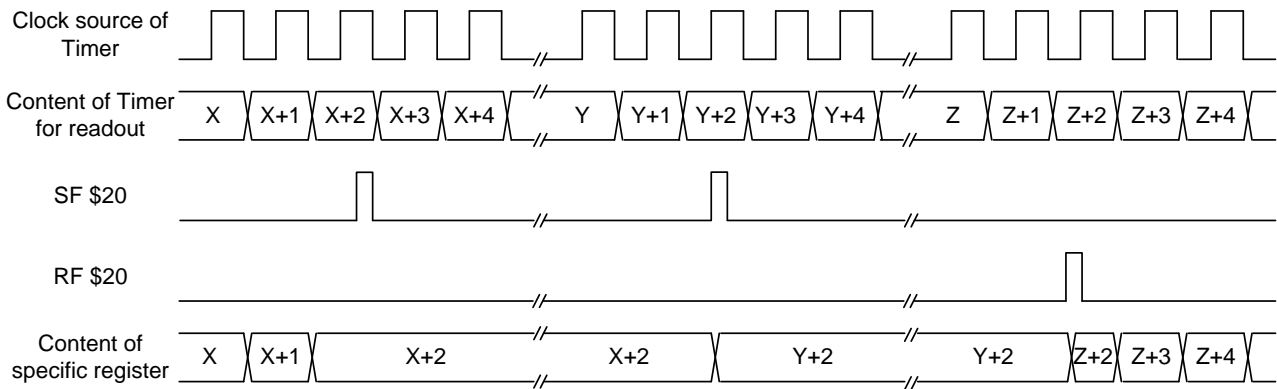 Clock source of
Timer
Content of Timer
for readout
X X+1 X+2 X+3 X+4 Y Y+1 Y+2 Y+3 Y+4 Z Z+1 Z+2 Z+3 Z+4
SF $20
RF $20
Content of
specific register
X X+1 X+2 X+2 Y+2 Y+2 Z+2 Z+3 Z+4